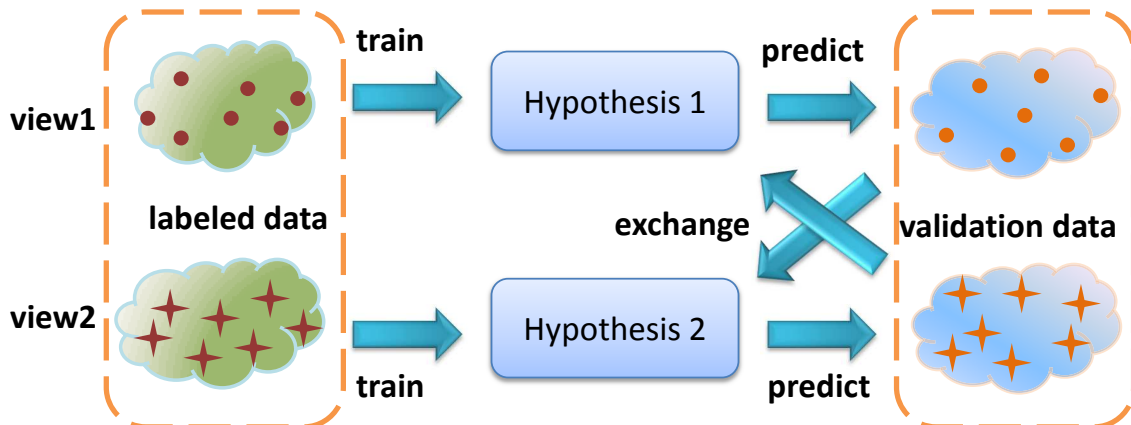 train
predict
view1
Hypothesis 1
labeled data
exchange
validation data
view2
Hypothesis 2
train
predict